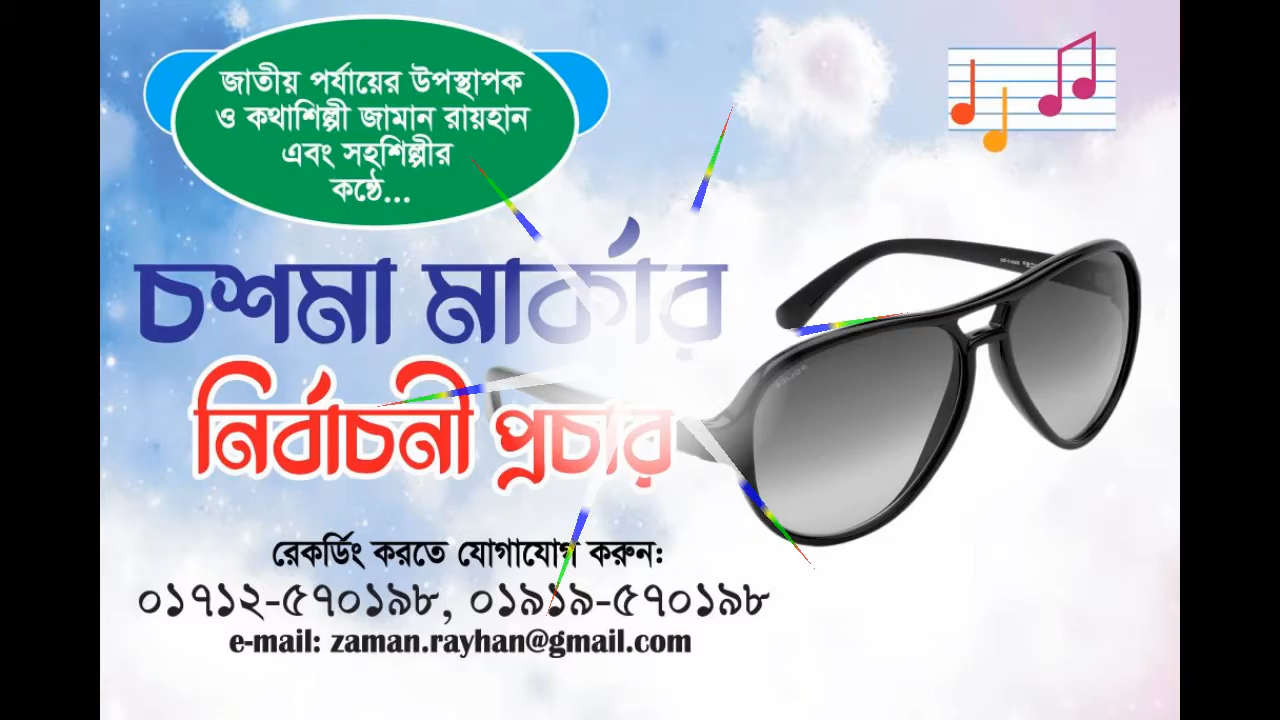 জাতীয় পর্যায়ের উপস্থাপক
ও কথাশিল্পী জামান রায়হান
এবং সহশিল্পীর
কন্ঠে...
চশমা মার্কার
নির্বাচনী প্রচার
রেকর্ডিং করতে যোগাযোগ করুন:
০১৭১২-৫৭০১৯৮, ০১৯১৯-৫৭০১৯৮
e-mail: zaman.rayhan@gmail.com